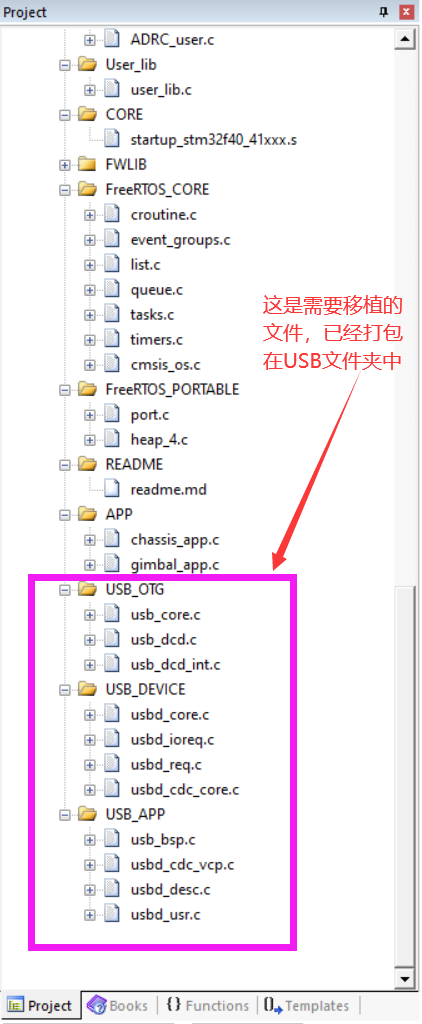 Project
ADRC_user.c
User_lib
user_lib.c
CORE
startup_stm32f40_41xxx.s
FWLIB
FreeRTOS_CORE
croutine.c
event_groups.c
list.c
queue.c
tasks.c
timers.c
cmsis_os.c
这是需要移植的
文件，已经打包
在USB文件夹中
FreeRTOS_PORTABLE
port.c
heap_4.c
README
readme.md
APP
chassis_app.c
gimbal_app.c
USB_OTG
usb_core.c
usb_dcd.c
usb_dcd_int.c
USB_DEVICE
usbd_core.c
usbd_ioreq.c
usbd_req.c
usbd_cdc_core.c
USB_APP
usb_bsp.c
usbd_cdc_vcp.c
usbd_desc.c
usbd_usr.c
Project Books {} Functions 0 Templates